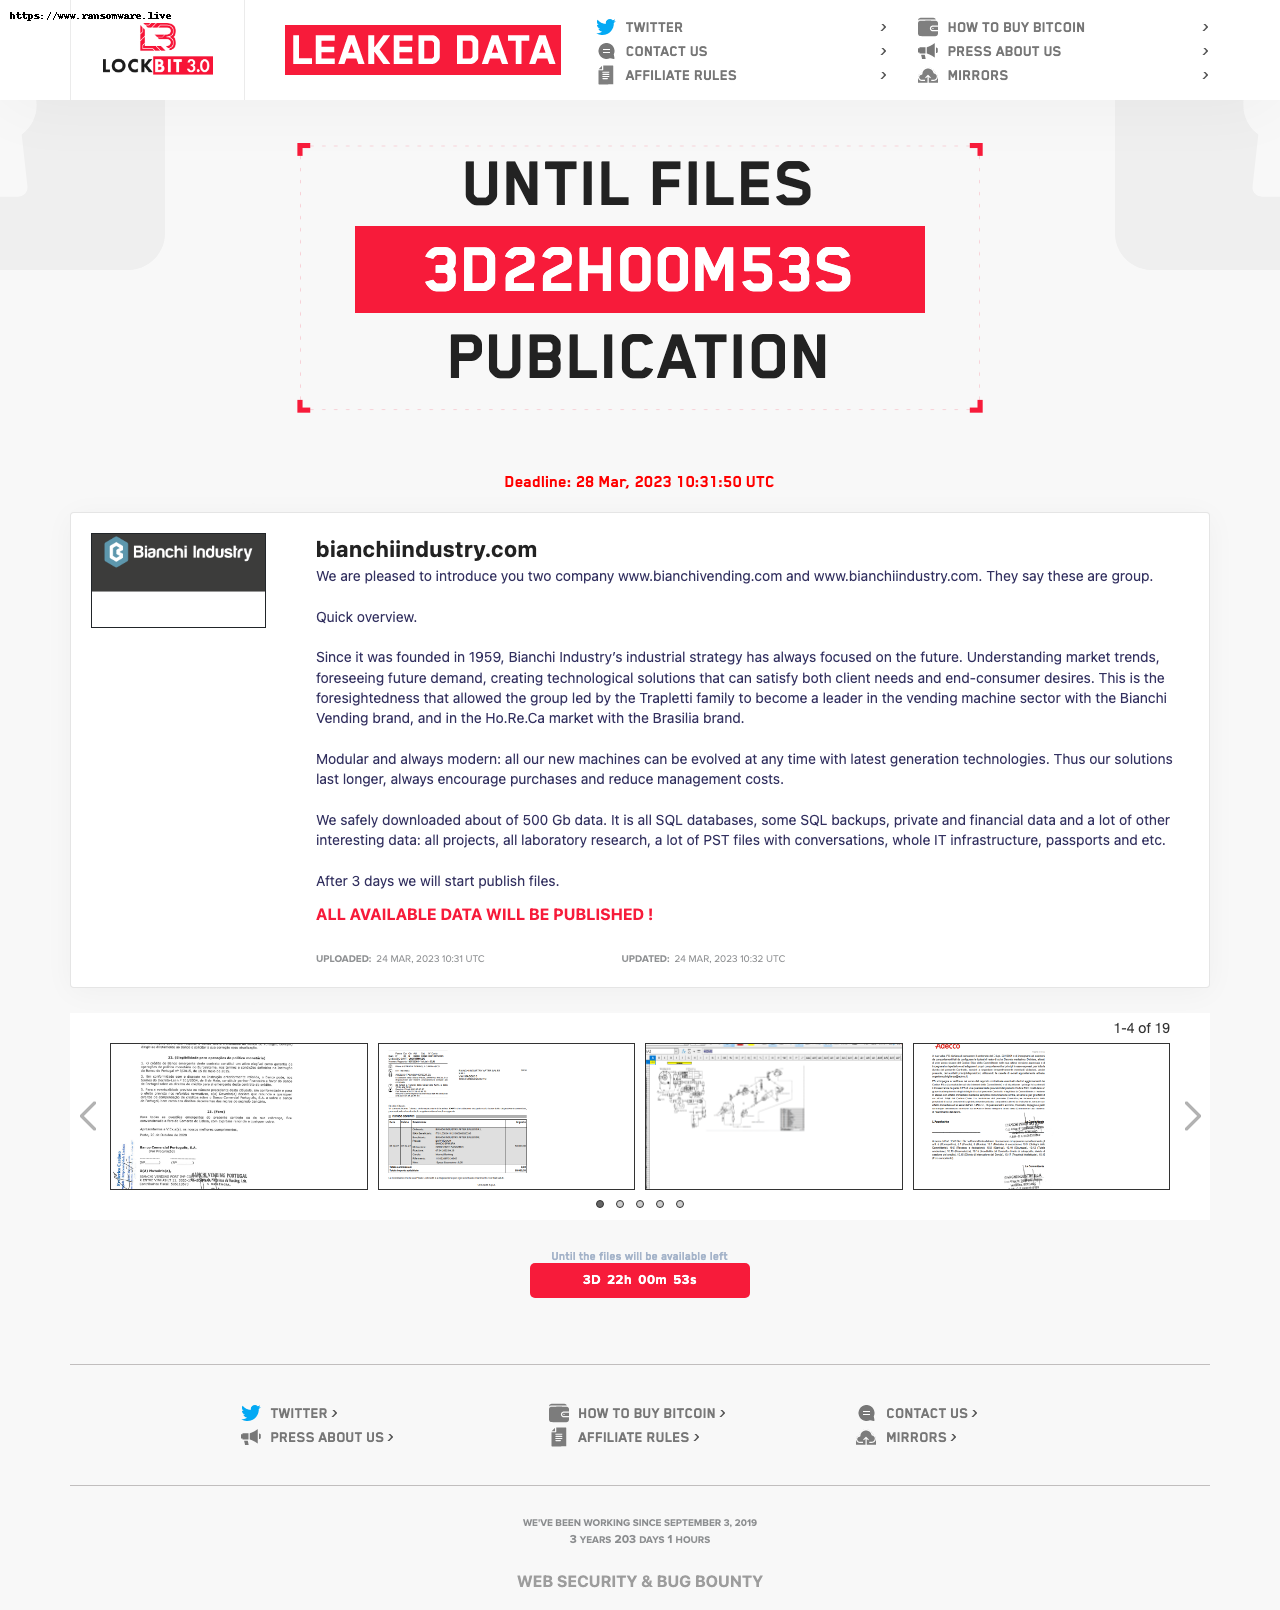 https://www.ransomware.live
LOCKBIT 3.0
LEAKED DATA
TWITTER
CONTACT US
AFFILIATE RULES
HOW TO BUY BITCOIN
PRESS ABOUT US
MIRRORS
UNTIL FILES
3D22H00M53S
PUBLICATION
Deadline: 28 Mar, 2023 10:31:50 UTC
Bianchi Industry
bianchiindustry.com
We are pleased to introduce you two company www.bianchivending.com and www.bianchiindustry.com. They say these are group.
Quick overview.
Since it was founded in 1959, Bianchi Industry's industrial strategy has always focused on the future. Understanding market trends,
foreseeing future demand, creating technological solutions that can satisfy both client needs and end-consumer desires. This is the
foresightedness that allowed the group led by the Trapletti family to become a leader in the vending machine sector with the Bianchi
Vending brand, and in the Ho.Re.Ca market with the Brasilia brand.
Modular and always modern: all our new machines can be evolved at any time with latest generation technologies. Thus our solutions
last longer, always encourage purchases and reduce management costs.
We safely downloaded about of 500 Gb data. It is all SQL databases, some SQL backups, private and financial data and a lot of other
interesting data: all projects, all laboratory research, a lot of PST files with conversations, whole IT infrastructure, passports and etc.
After 3 days we will start publish files.
ALL AVAILABLE DATA WILL BE PUBLISHED !
UPLOADED: 24 MAR, 2023 10:31 UTC
UPDATED: 24 MAR, 2023 10:32 UTC
1-4 of 19
Adecco
Until the files will be available left
3D 22h 00m 53s
TWITTER
HOW TO BUY BITCOIN
CONTACT US
PRESS ABOUT US
AFFILIATE RULES
MIRRORS
WE'VE BEEN WORKING SINCE SEPTEMBER 3, 2019
3 YEARS 203 DAYS 1 HOURS
WEB SECURITY & BUG BOUNTY